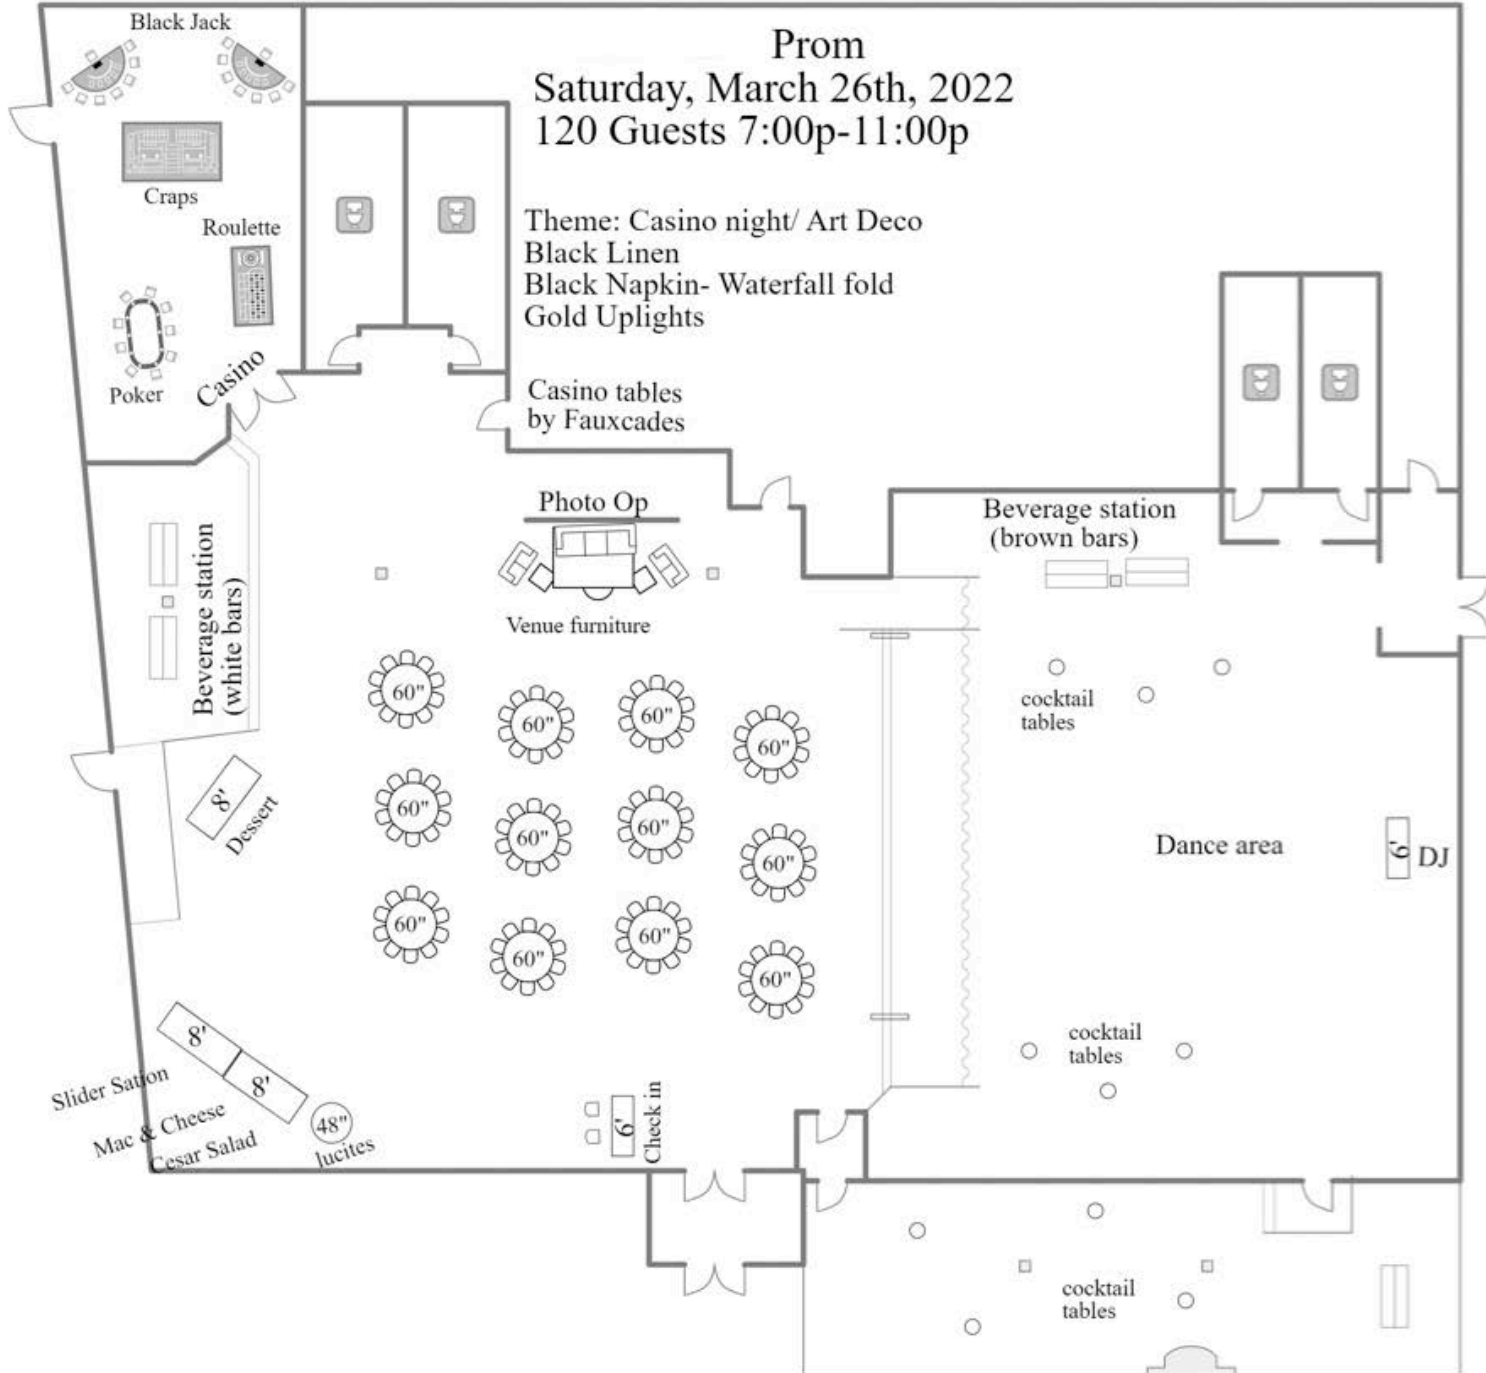 Black Jack
Prom
Saturday, March 26th, 2022
120 Guests 7:00p-11:00p
Craps
Roulette
Theme: Casino night/ Art Deco
Black Linen
Black Napkin- Waterfall fold
Gold Uplights
Poker
Casino
Casino tables
by Fauxcades
Photo Op
Venue furniture
Beverage station
(white bars)
Beverage station
(brown bars)
cocktail
tables
60"
60"
60"
60"
60"
60"
60"
60"
60"
60"
60"
60"
8'
Dessert
Dance area
6'
DJ
8'
8'
Slider Sation
Mac & Cheese
Cesar Salad
48"
lucites
6'
Check in
cocktail
tables
cocktail
tables